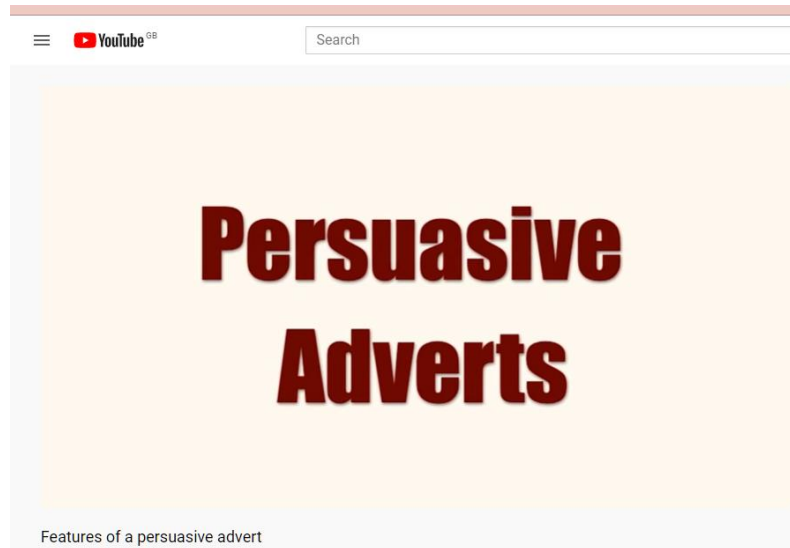 YouTube GB
Search
Persuasive
Adverts
Features of a persuasive advert